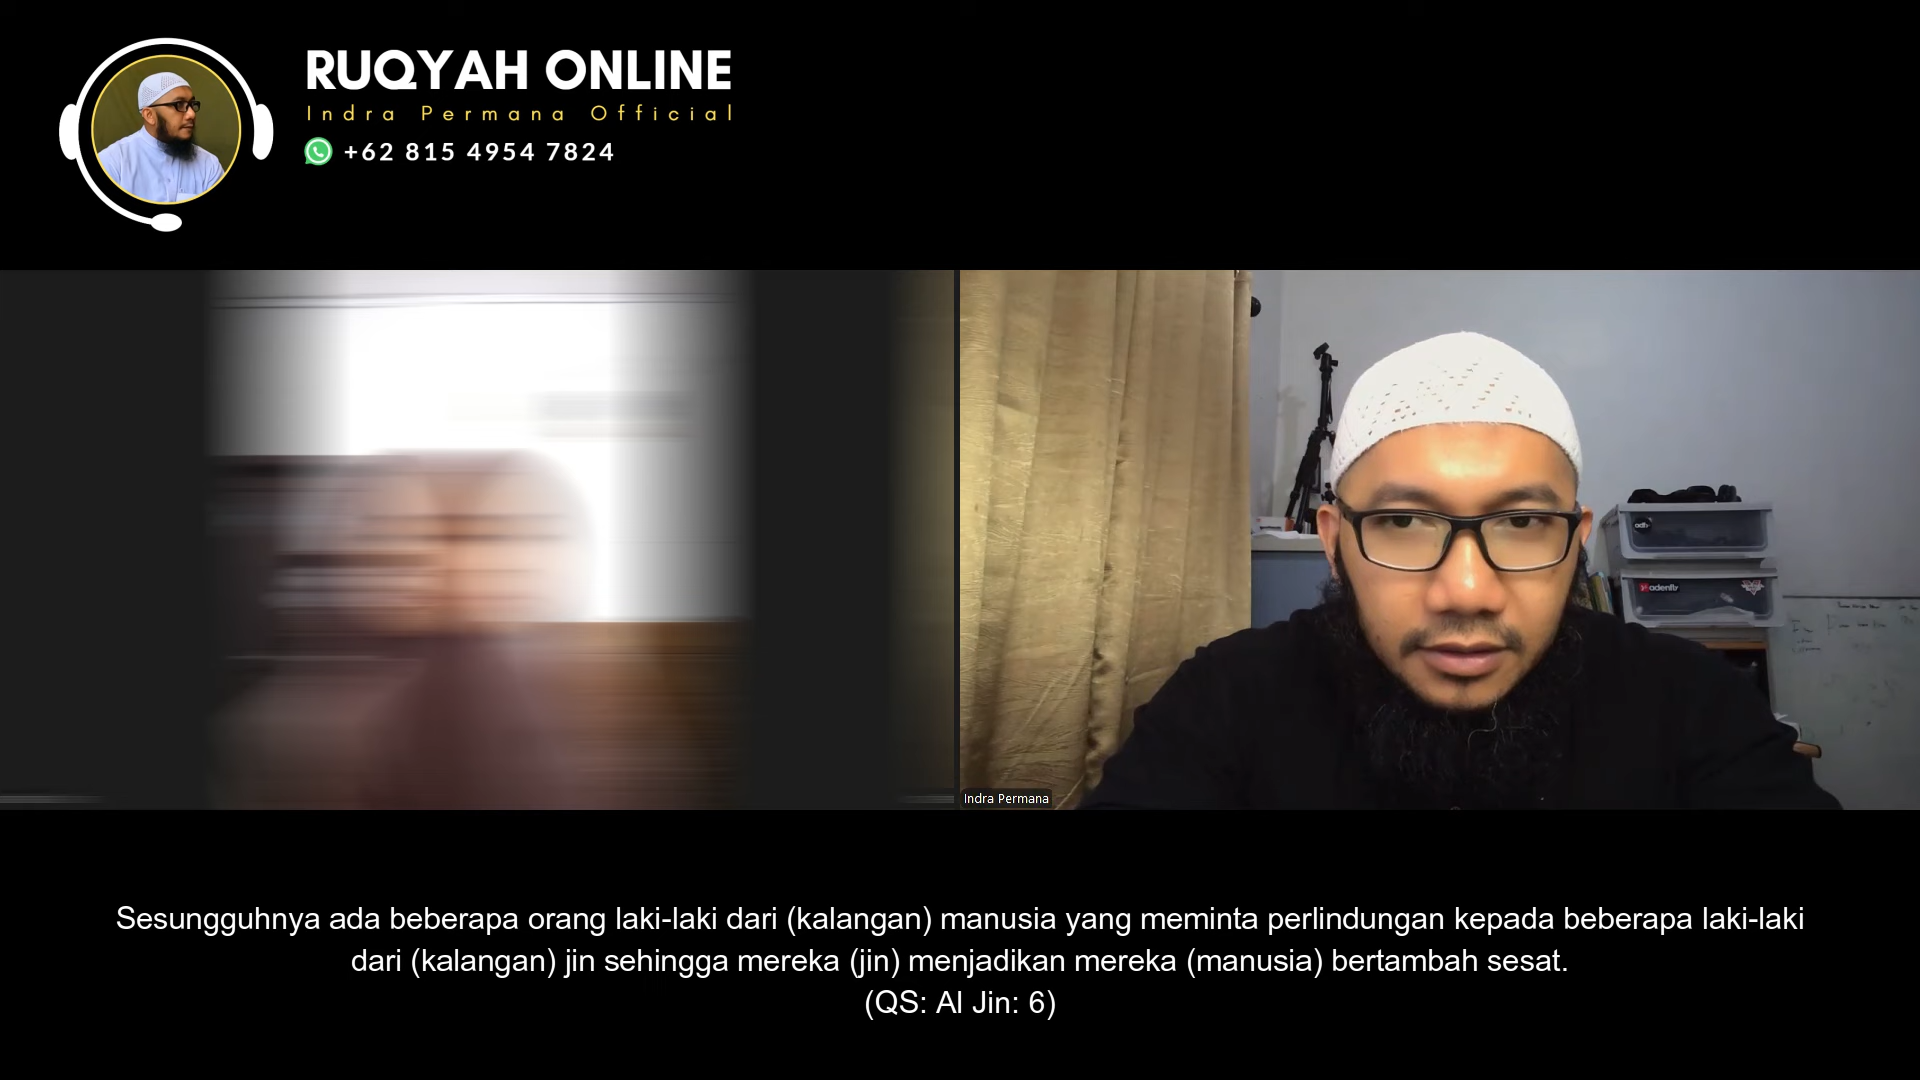 RUQYAH ONLINE
Indra Permana Official
+62 815 4954 7824
adv
adenfir
Indra Permana
Sesungguhnya ada beberapa orang laki-laki dari (kalangan) manusia yang meminta perlindungan kepada beberapa laki-laki
dari (kalangan) jin sehingga mereka (jin) menjadikan mereka (manusia) bertambah sesat.
(QS: Al Jin: 6)